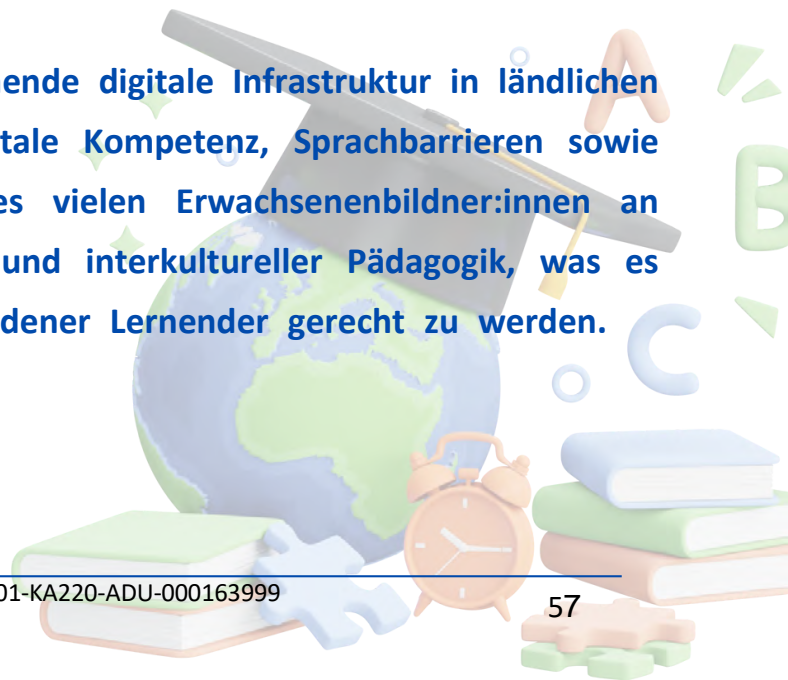 ende digitale Infrastruktur in ländlichen
tale Kompetenz, Sprachbarrieren sowie
es vielen Erwachsenenbildner:innen an
und interkultureller Pädagogik, was es
dener Lernender gerecht zu werden.
A
B
C
01-KA220-ADU-000163999
57